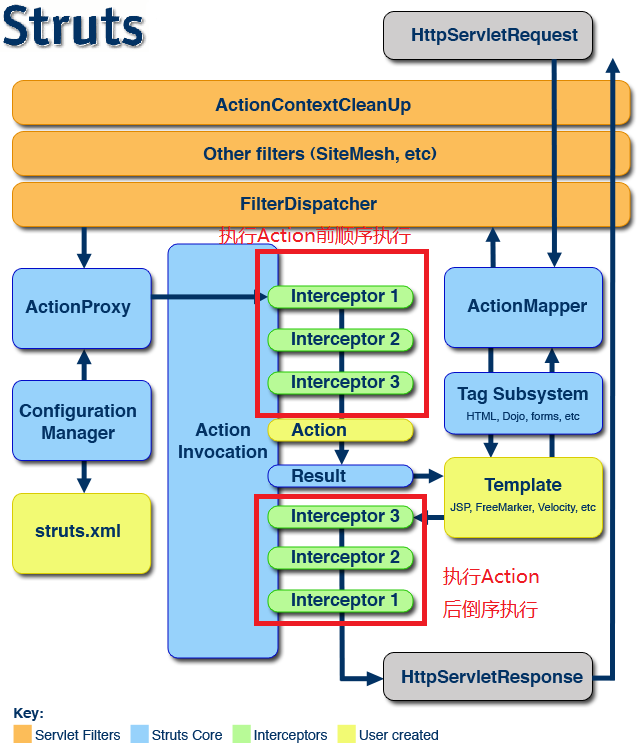 Struts
HttpServletRequest
ActionContextCleanUp
Other filters (SiteMesh, etc)
FilterDispatcher
执行Action前顺序执行
ActionProxy
Interceptor 1
ActionMapper
Interceptor 2
Interceptor 3
Configuration
Manager
Tag Subsystem
HTML, Dojo, forms, etc
Action
Invocation
Action
Result
Template
JSP, FreeMarker, Velocity, etc
struts.xml
Interceptor 3
Interceptor 2
Interceptor 1
执行Action
后倒序执行
HttpServletResponse
Key:
Servlet Filters
Struts Core
Interceptors
User created